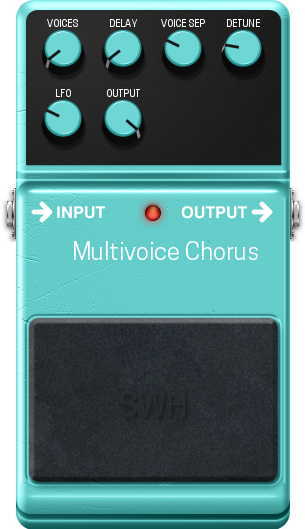 VOICES DELAY VOICE SEP DETUNE
LFO OUTPUT
INPUT OUTPUT
Multivoice Chorus
SWH